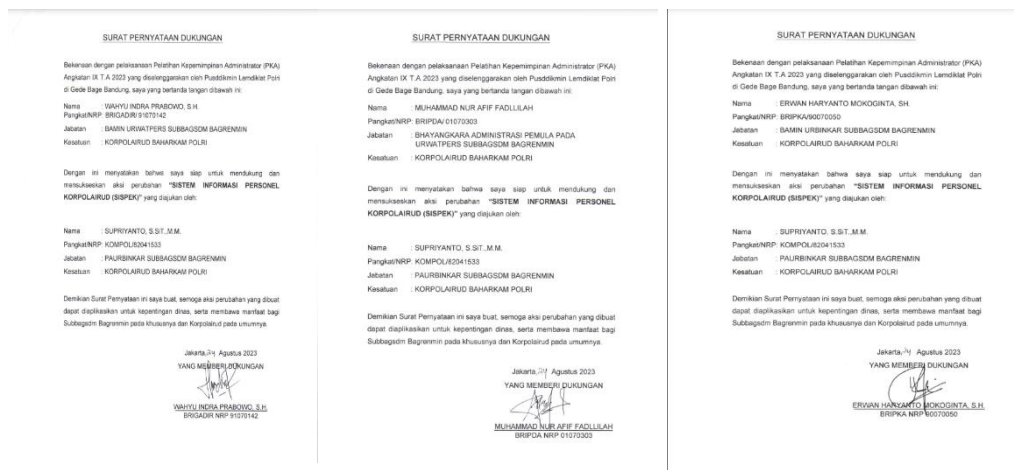 SURAT PERNYATAAN DUKUNGAN
Bekenaan dengan pelaksanaan Pelatihan Kepemimpinan Administrator (PKA)
Angkatan IX T.A 2023 yang diselenggarakan oleh Pusddikmin Lemdiklat Polri
di Gede Bage Bandung, saya yang bertanda tangan dibawah ini:
Nama : WAHYU INDRA PRABOWO, S.H.
Pangkat/NRP: BRIGADIR/ 91070142
Jabatan : BAMIN URWATPERS SUBBAGSDM BAGRENMIN
Kesatuan : KORPOLAIRUD BAHARKAM POLRI
Dengan ini menyatakan bahwa saya siap untuk mendukung dan
mensukseskan aksi perubahan "SISTEM INFORMASI PERSONEL
KORPOLAIRUD (SISPEK)" yang diajukan oleh:
Nama : SUPRIYANTO, S.SiT.,M.M.
Pangkat/NRP: KOMPOL/82041533
Jabatan : PAURBINKAR SUBBAGSDM BAGRENMIN
Kesatuan : KORPOLAIRUD BAHARKAM POLRI
Demikian Surat Pernyataan ini saya buat, semoga aksi perubahan yang dibuat
dapat diaplikasikan untuk kepentingan dinas, serta membawa manfaat bagi
Subbagsdm Bagrenmin pada khususnya dan Korpolairud pada umumnya.
Jakarta, 24 Agustus 2023
YANG MEMBERI DUKUNGAN
WAHYU INDRA PRABOWO, S.H.
BRIGADIR NRP 91070142
SURAT PERNYATAAN DUKUNGAN
Bekenaan dengan pelaksanaan Pelatihan Kepemimpinan Administrator (PKA)
Angkatan IX T.A 2023 yang diselenggarakan oleh Pusddikmin Lemdiklat Polri
di Gede Bage Bandung, saya yang bertanda tangan dibawah ini:
Nama : MUHAMMAD NUR AFIF FADLLILAH
Pangkat/NRP: BRIPDA/ 01070303
Jabatan : BHAYANGKARA ADMINISTRASI PEMULA PADA
URWATPERS SUBBAGSDM BAGRENMIN
Kesatuan : KORPOLAIRUD BAHARKAM POLRI
Dengan ini menyatakan bahwa saya siap untuk mendukung dan
mensukseskan aksi perubahan "SISTEM INFORMASI PERSONEL
KORPOLAIRUD (SISPEK)" yang diajukan oleh:
Nama : SUPRIYANTO, S.SiT.,M.M.
Pangkat/NRP: KOMPOL/82041533
Jabatan : PAURBINKAR SUBBAGSDM BAGRENMIN
Kesatuan : KORPOLAIRUD BAHARKAM POLRI
Demikian Surat Pernyataan ini saya buat, semoga aksi perubahan yang dibuat
dapat diaplikasikan untuk kepentingan dinas, serta membawa manfaat bagi
Subbagsdm Bagrenmin pada khususnya dan Korpolairud pada umumnya.
Jakarta, 24 Agustus 2023
YANG MEMBERI DUKUNGAN
MUHAMMAD NUR AFIF FADLLILAH
BRIPDA NRP 01070303
SURAT PERNYATAAN DUKUNGAN
Bekenaan dengan pelaksanaan Pelatihan Kepemimpinan Administrator (PKA)
Angkatan IX T.A 2023 yang diselenggarakan oleh Pusddikmin Lemdiklat Polri
di Gede Bage Bandung, saya yang bertanda tangan dibawah ini:
Nama : ERWAN HARYANTO MOKOGINTA, SH.
Pangkat/NRP: BRIPKA/80070050
Jabatan : BAMIN URBINKAR SUBBAGSDM BAGRENMIN
Kesatuan : KORPOLAIRUD BAHARKAM POLRI
Dengan ini menyatakan bahwa saya siap untuk mendukung dan
mensukseskan aksi perubahan "SISTEM INFORMASI PERSONEL
KORPOLAIRUD (SISPEK)" yang diajukan oleh:
Nama : SUPRIYANTO, S.SiT.,M.M.
Pangkat/NRP: KOMPOL/82041533
Jabatan : PAURBINKAR SUBBAGSDM BAGRENMIN
Kesatuan : KORPOLAIRUD BAHARKAM POLRI
Demikian Surat Pernyataan ini saya buat, semoga aksi perubahan yang dibuat
dapat diaplikasikan untuk kepentingan dinas, serta membawa manfaat bagi
Subbagsdm Bagrenmin pada khususnya dan Korpolairud pada umumnya.
Jakarta, 24 Agustus 2023
YANG MEMBERI DUKUNGAN
ERWAN HARYANTO MOKOGINTA, S.H.
BRIPKA NRP 80070050